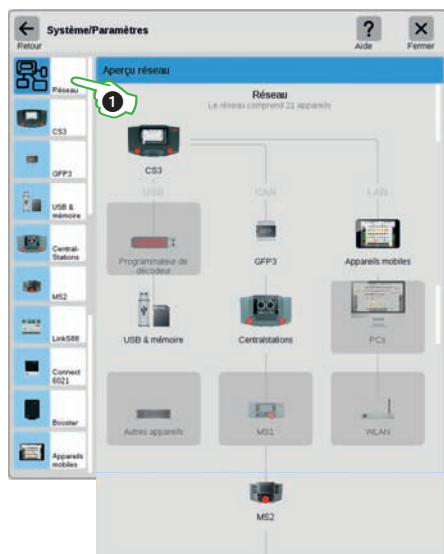 Système/Paramètres
Retour
Aide
Fermer
Réseau
CS3
GFP3
USB &
mémoire
Central-
Stations
MS2
LinkS88
Connect
6021
Booster
Appareils
mobiles
1
Aperçu réseau
Réseau
Le réseau comprend 21 appareils
CS3
USB
CAN
LAN
Programmateur de
décodeur
GFP3
Appareils mobiles
USB & mémoire
Centralstations
PCs
Autres appareils
MS1
WLAN
MS2